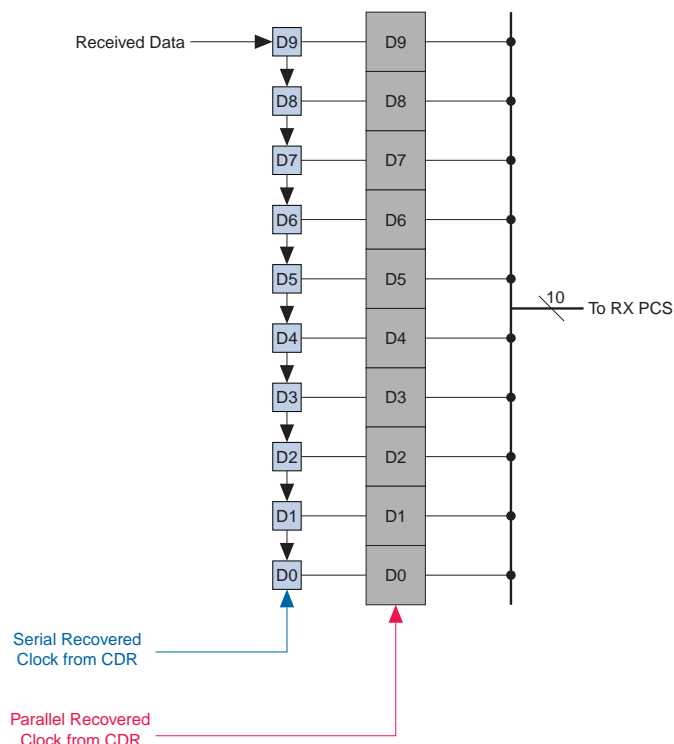 Received Data
D9 D9
D8 D8
D7 D7
D6 D6
D5 D5
10
To RX PCS
D4 D4
D3 D3
D2 D2
D1 D1
D0 D0
Serial Recovered
Clock from CDR
Parallel Recovered
Clock from CDR